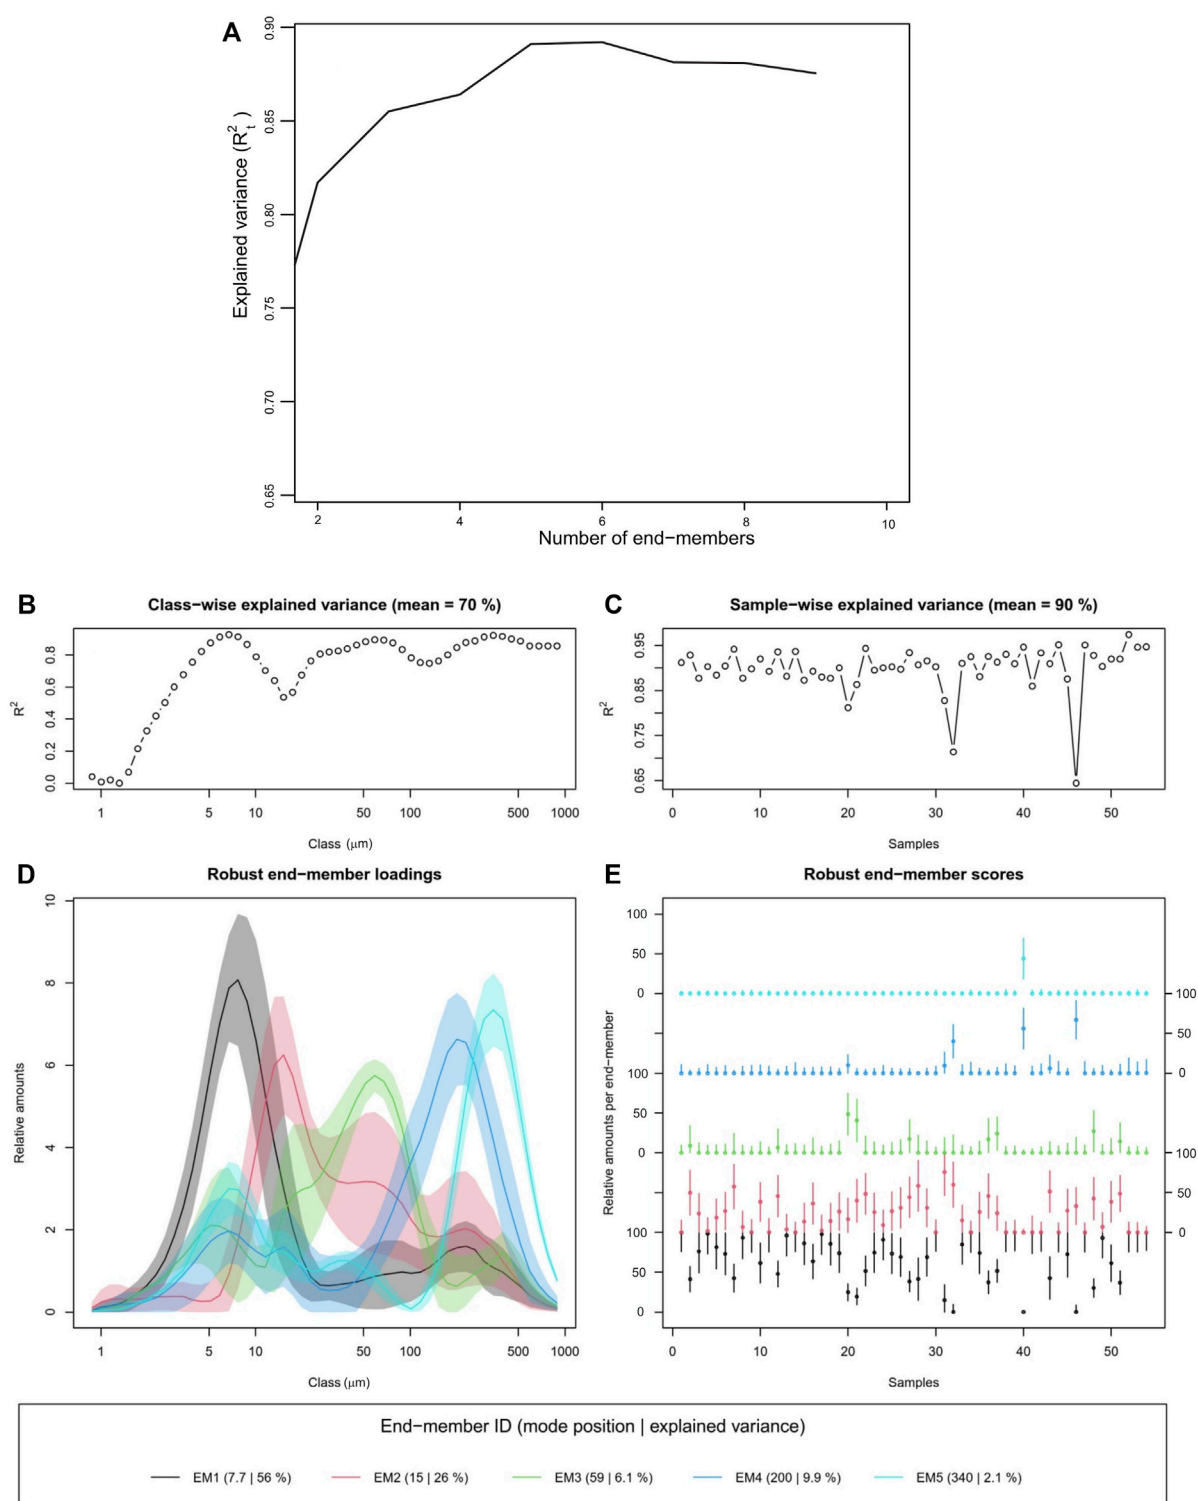 A
Explained variance (R²t)
0.90
0.85
0.80
0.75
0.70
0.65
2 4 6 8 10
Number of end−members
B
Class−wise explained variance (mean = 70 %)
R²
0.8
0.6
0.4
0.2
0.0
1 5 10 50 100 500 1000
Class (μm)
C
Sample−wise explained variance (mean = 90 %)
R²
0.95
0.85
0.75
0.65
0 10 20 30 40 50
Samples
D
Robust end−member loadings
Relative amounts
10
8
6
4
2
0
1 5 10 50 100 500 1000
Class (μm)
E
Robust end−member scores
Relative amounts per end−member
100
50
0 100
50
100 0
50
0 100
50
100 0
50
0
0 10 20 30 40 50
Samples
End−member ID (mode position | explained variance)
EM1 (7.7 | 56 %) EM2 (15 | 26 %) EM3 (59 | 6.1 %) EM4 (200 | 9.9 %) EM5 (340 | 2.1 %)